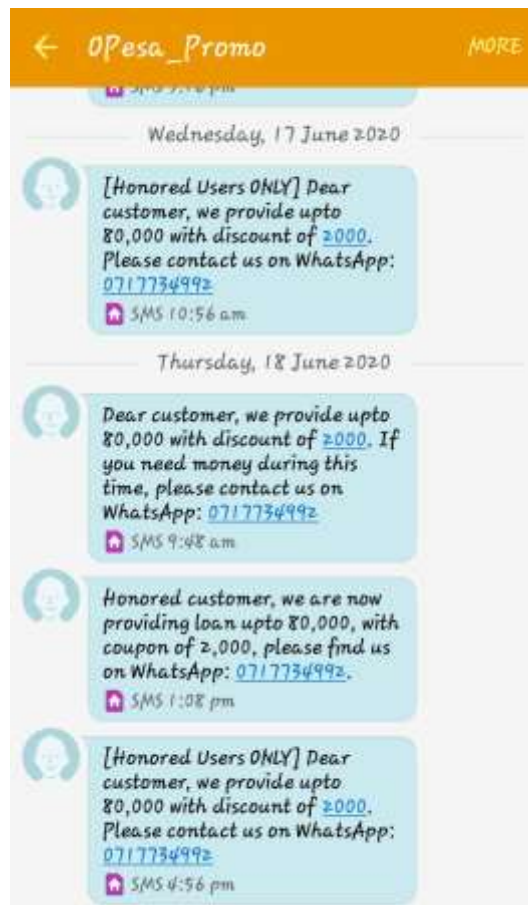 OPesa_Promo
MORE
Wednesday, 17 June 2020
[Honored Users ONLY] Dear
customer, we provide upto
80,000 with discount of 2000.
Please contact us on WhatsApp:
0717734992
SMS 10:56 am
Thursday, 18 June 2020
Dear customer, we provide upto
80,000 with discount of 2000. If
you need money during this
time, please contact us on
WhatsApp: 0717734992
SMS 9:48 am
Honored customer, we are now
providing loan upto 80,000, with
coupon of 2,000, please find us
on WhatsApp: 0717734992.
SMS 1:08 pm
[Honored Users ONLY] Dear
customer, we provide upto
80,000 with discount of 2000.
Please contact us on WhatsApp:
0717734992
SMS 4:56 pm